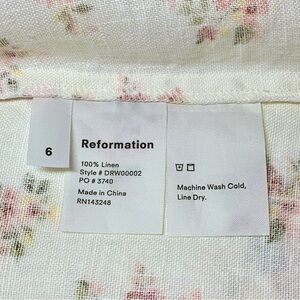 6
Reformation
100% Linen
Style # DRW00002
PO # 3740
Made in China
RN143248
Machine Wash Cold,
Line Dry.